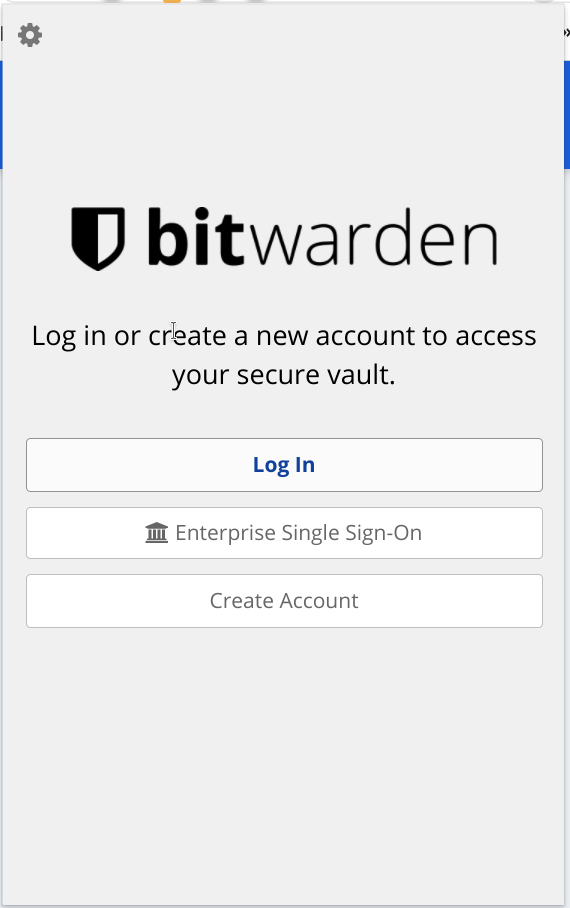 bitwarden
Log in or create a new account to access
your secure vault.
Log In
Enterprise Single Sign-On
Create Account